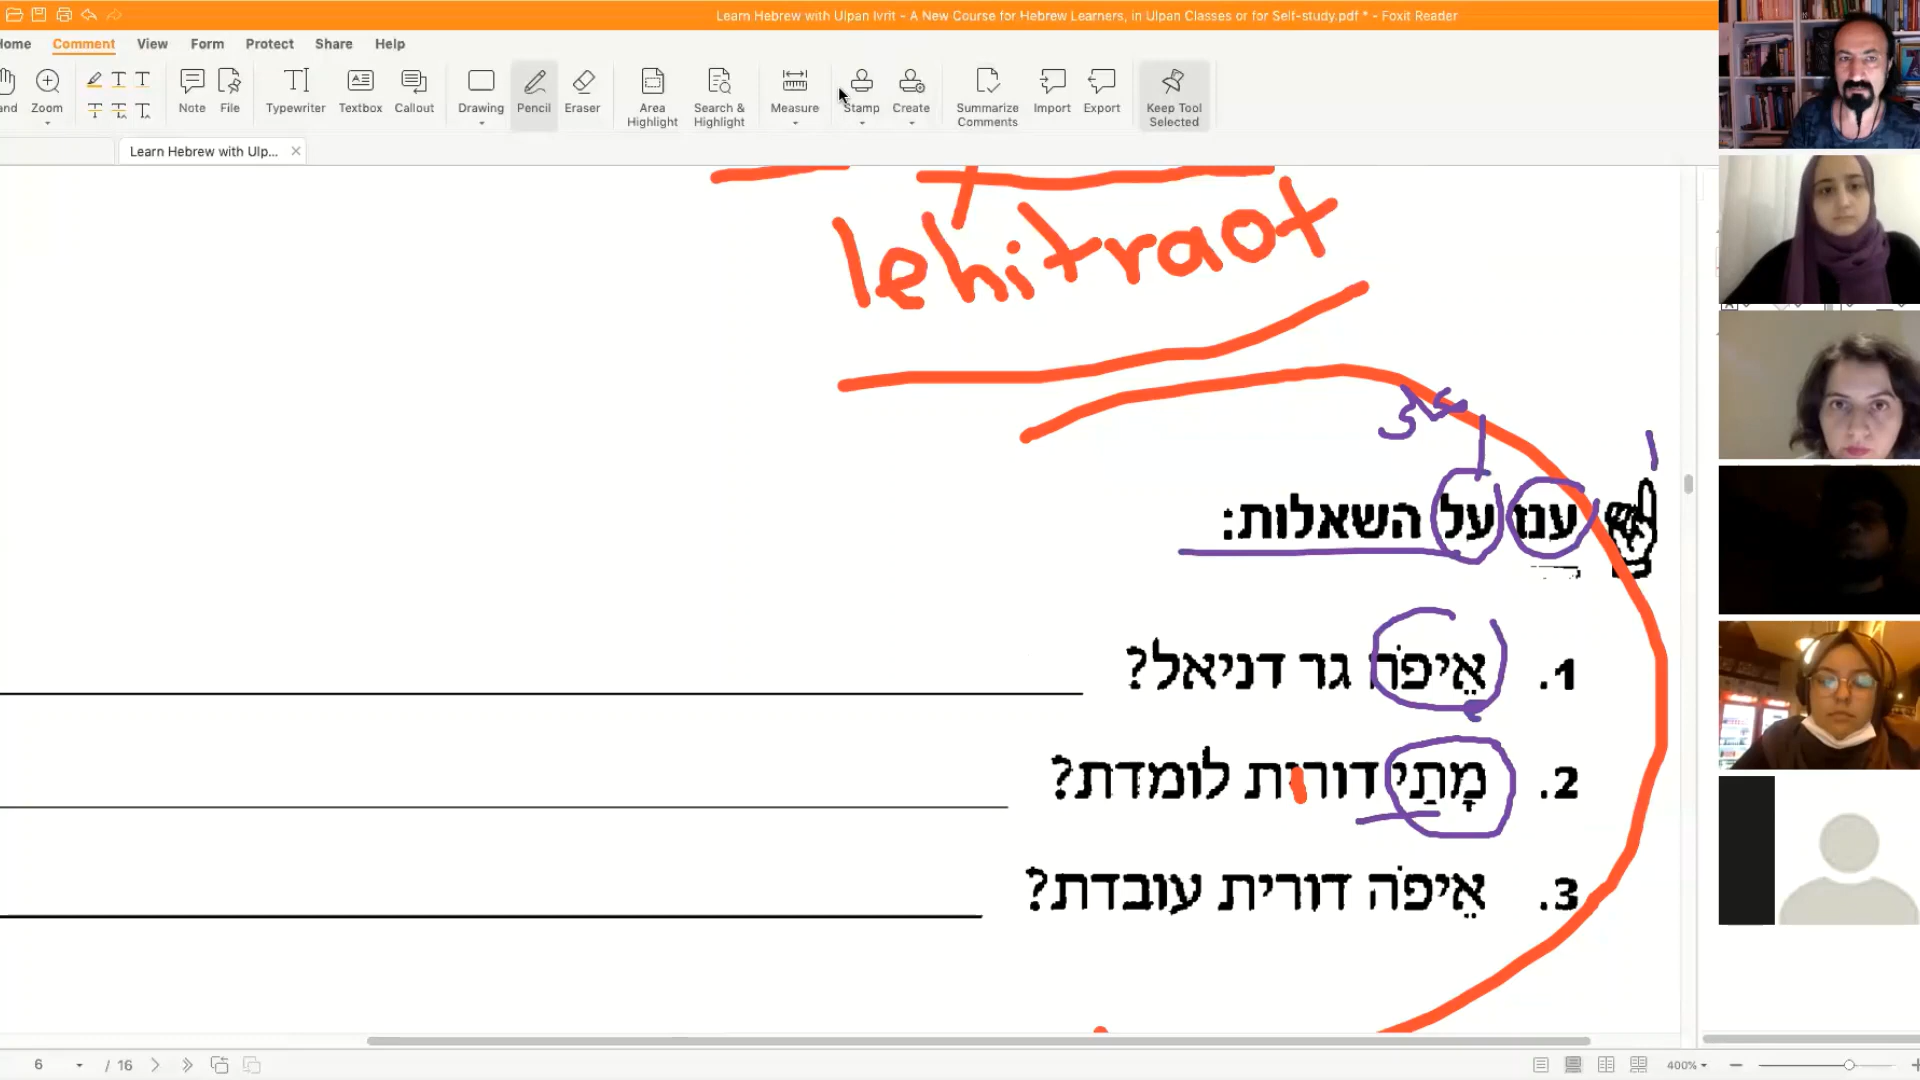 Learn Hebrew with Ulpan Ivrit - A New Course for Hebrew Learners, in Ulpan Classes or for Self-study.pdf * - Foxit Reader
Home Comment View Form Protect Share Help
Zoom Note File Typewriter Textbox Callout Drawing Pencil Eraser Area Highlight Search & Highlight Measure Stamp Create Summarize Comments Import Export Keep Tool Selected
Learn Hebrew with Ulp...
lehitraot
ענו על השאלות:
1. אֵיפֹה גר דניאל?
2. מָתַי דורית לומדת?
3. אֵיפֹה דורית עובדת?
6 / 16
400%